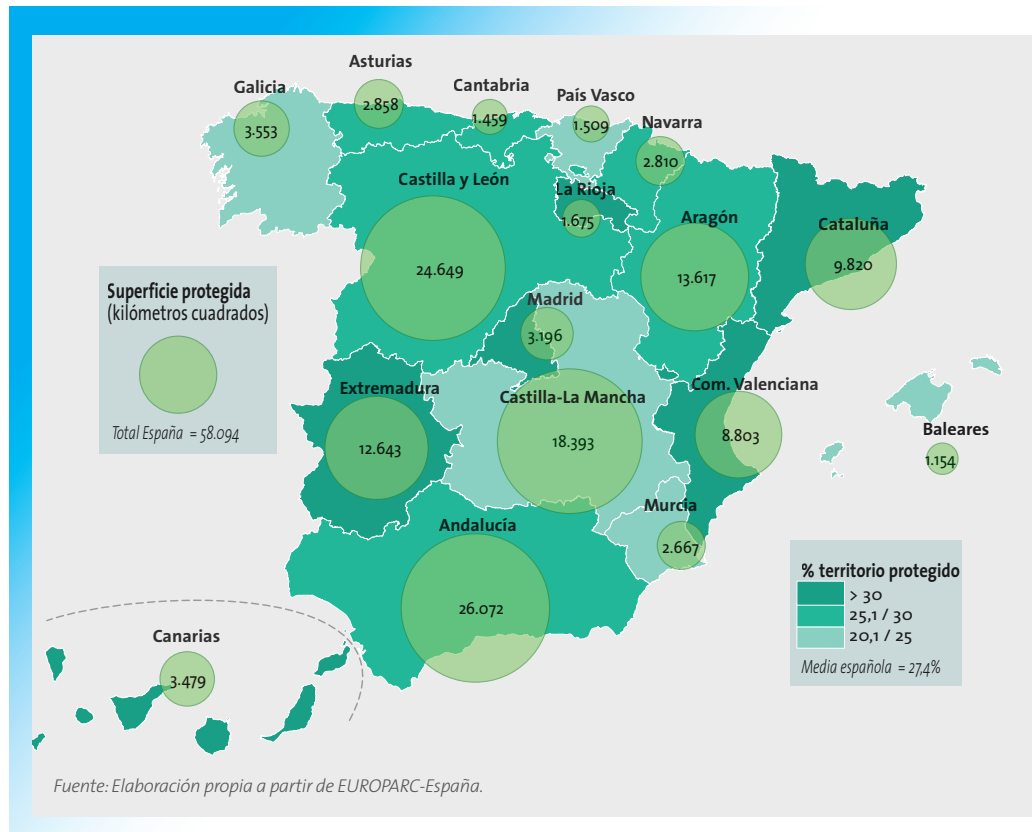 Asturias
2.858
Galicia
3.553
Cantabria
1.459
País Vasco
1.509
Navarra
2.810
Castilla y León
24.649
La Rioja
1.675
Aragón
13.617
Cataluña
9.820
Superficie protegida
(kilómetros cuadrados)
Total España = 58.094
Madrid
3.196
Extremadura
12.643
Castilla-La Mancha
18.393
Com. Valenciana
8.803
Baleares
1.154
Murcia
2.667
Andalucía
26.072
% territorio protegido
> 30
25,1 / 30
20,1 / 25
Media española = 27,4%
Canarias
3.479
Fuente: Elaboración propia a partir de EUROPARC-España.